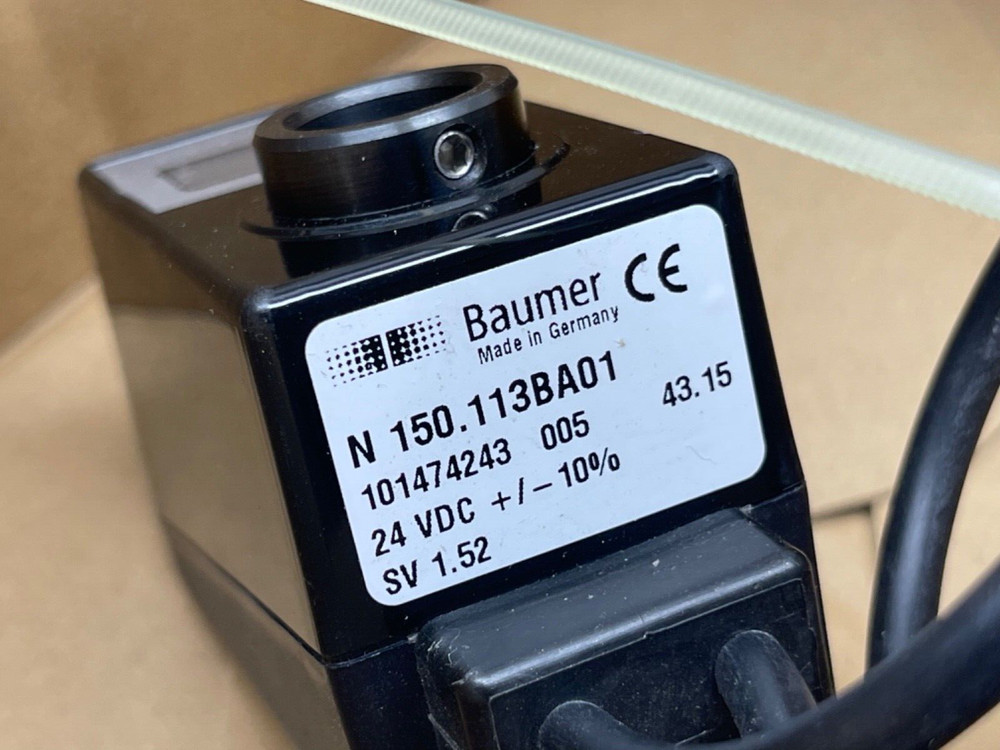 Baumer CE
Made in Germany
N 150.113BA01
101474243 005 43.15
24 VDC +/−10%
SV 1.52